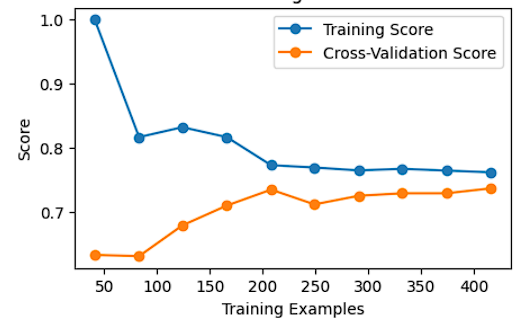 1.0
0.9
0.8
0.7
Score
Training Score
Cross-Validation Score
50 100 150 200 250 300 350 400
Training Examples